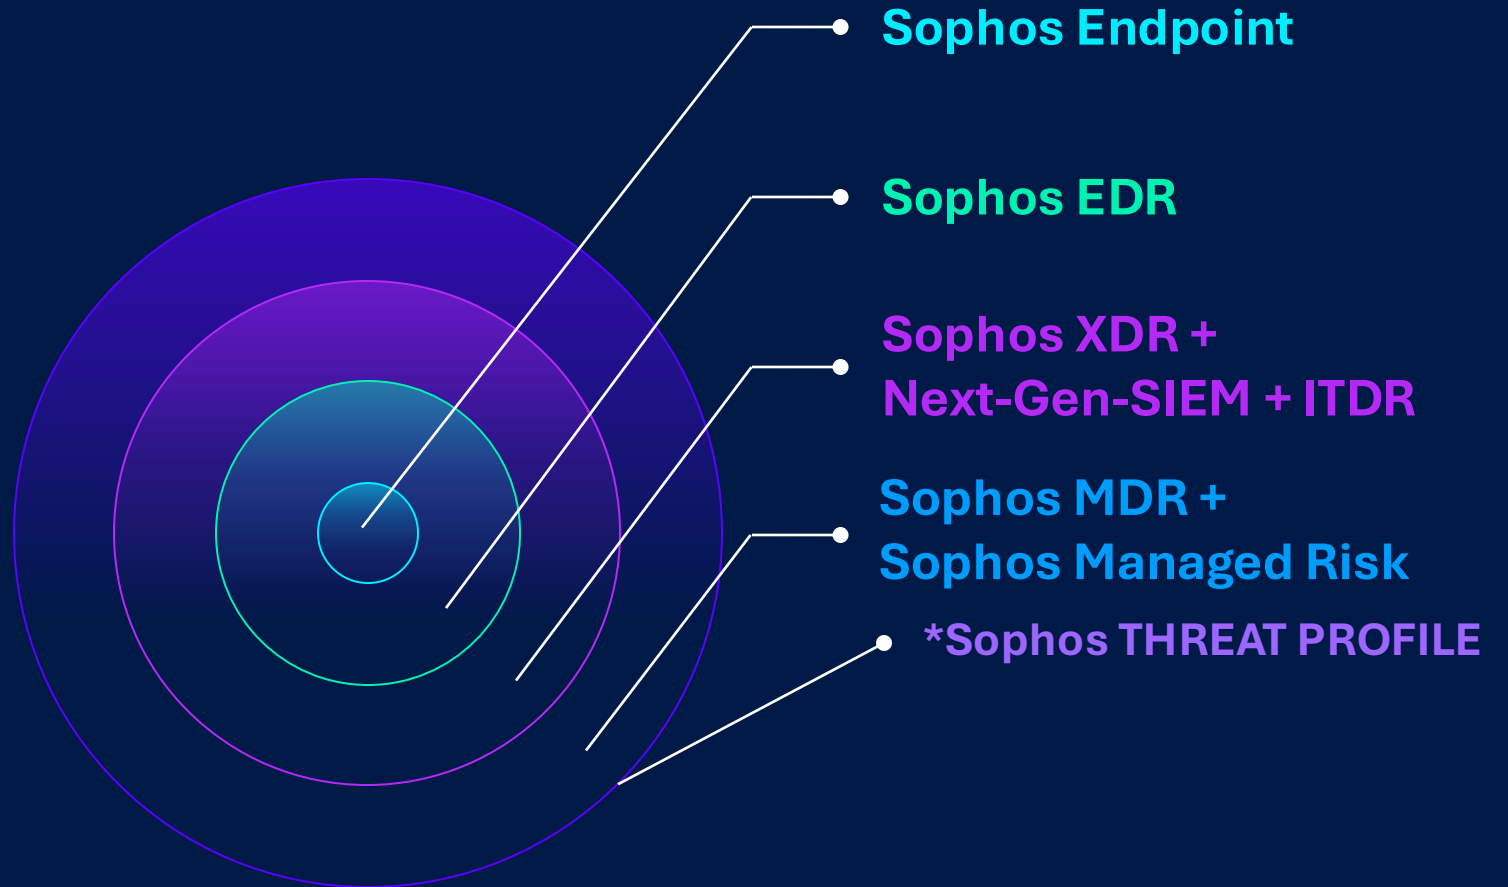 Sophos Endpoint
Sophos EDR
Sophos XDR +
Next-Gen-SIEM + ITDR
Sophos MDR +
Sophos Managed Risk
*Sophos THREAT PROFILE